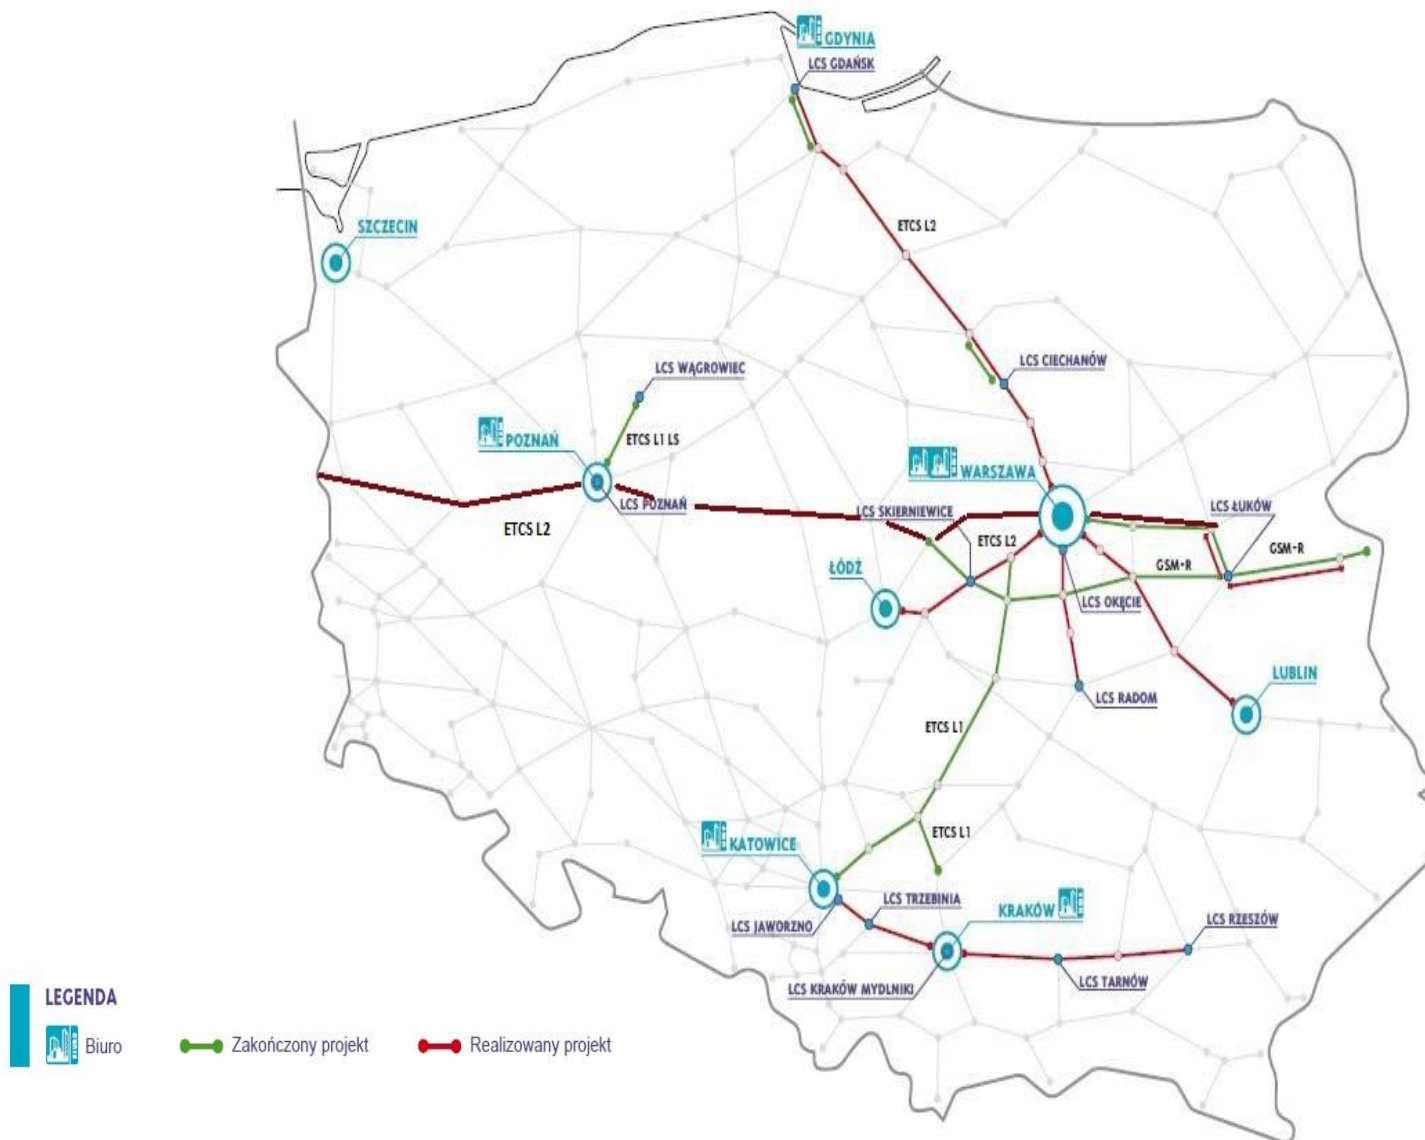 GDYNIA
LCS GDAŃSK
SZCZECIN
ETCS L2
LCS CIECHANÓW
LCS WĄGROWIEC
POZNAŃ
ETCS L1 LS
WARSZAWA
LCS POZNAŃ
LCS SKIERNIEWICE
LCS ŁUKÓW
ETCS L2
ETCS L2
GSM-R
GSM-R
ŁÓDŹ
LCS OKĘCIE
LUBLIN
LCS RADOM
ETCS L1
ETCS L1
KATOWICE
LCS TRZEBINIA
KRAKÓW
LCS JAWORZNO
LCS RZESZÓW
LCS TARNÓW
LCS KRAKÓW MYDLNIKI
LEGENDA
BIURO
Biuro
Zakończony projekt
Realizowany projekt